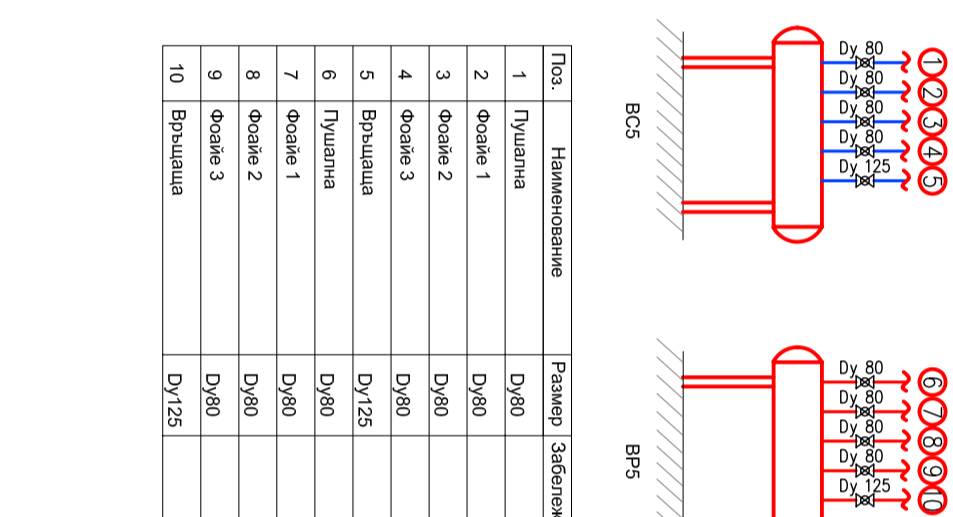 Dy 80
Dy 80
Dy 80
Dy 80
Dy 125
1
2
3
4
5
ВС5
Dy 80
Dy 80
Dy 80
Dy 80
Dy 125
6
7
8
9
10
ВР5
Поз. Наименование Размер Забележ
1 Пушална Dy80
2 Фоайе 1 Dy80
3 Фоайе 2 Dy80
4 Фоайе 3 Dy80
5 Връщаща Dy125
6 Пушална Dy80
7 Фоайе 1 Dy80
8 Фоайе 2 Dy80
9 Фоайе 3 Dy80
10 Връщаща Dy125